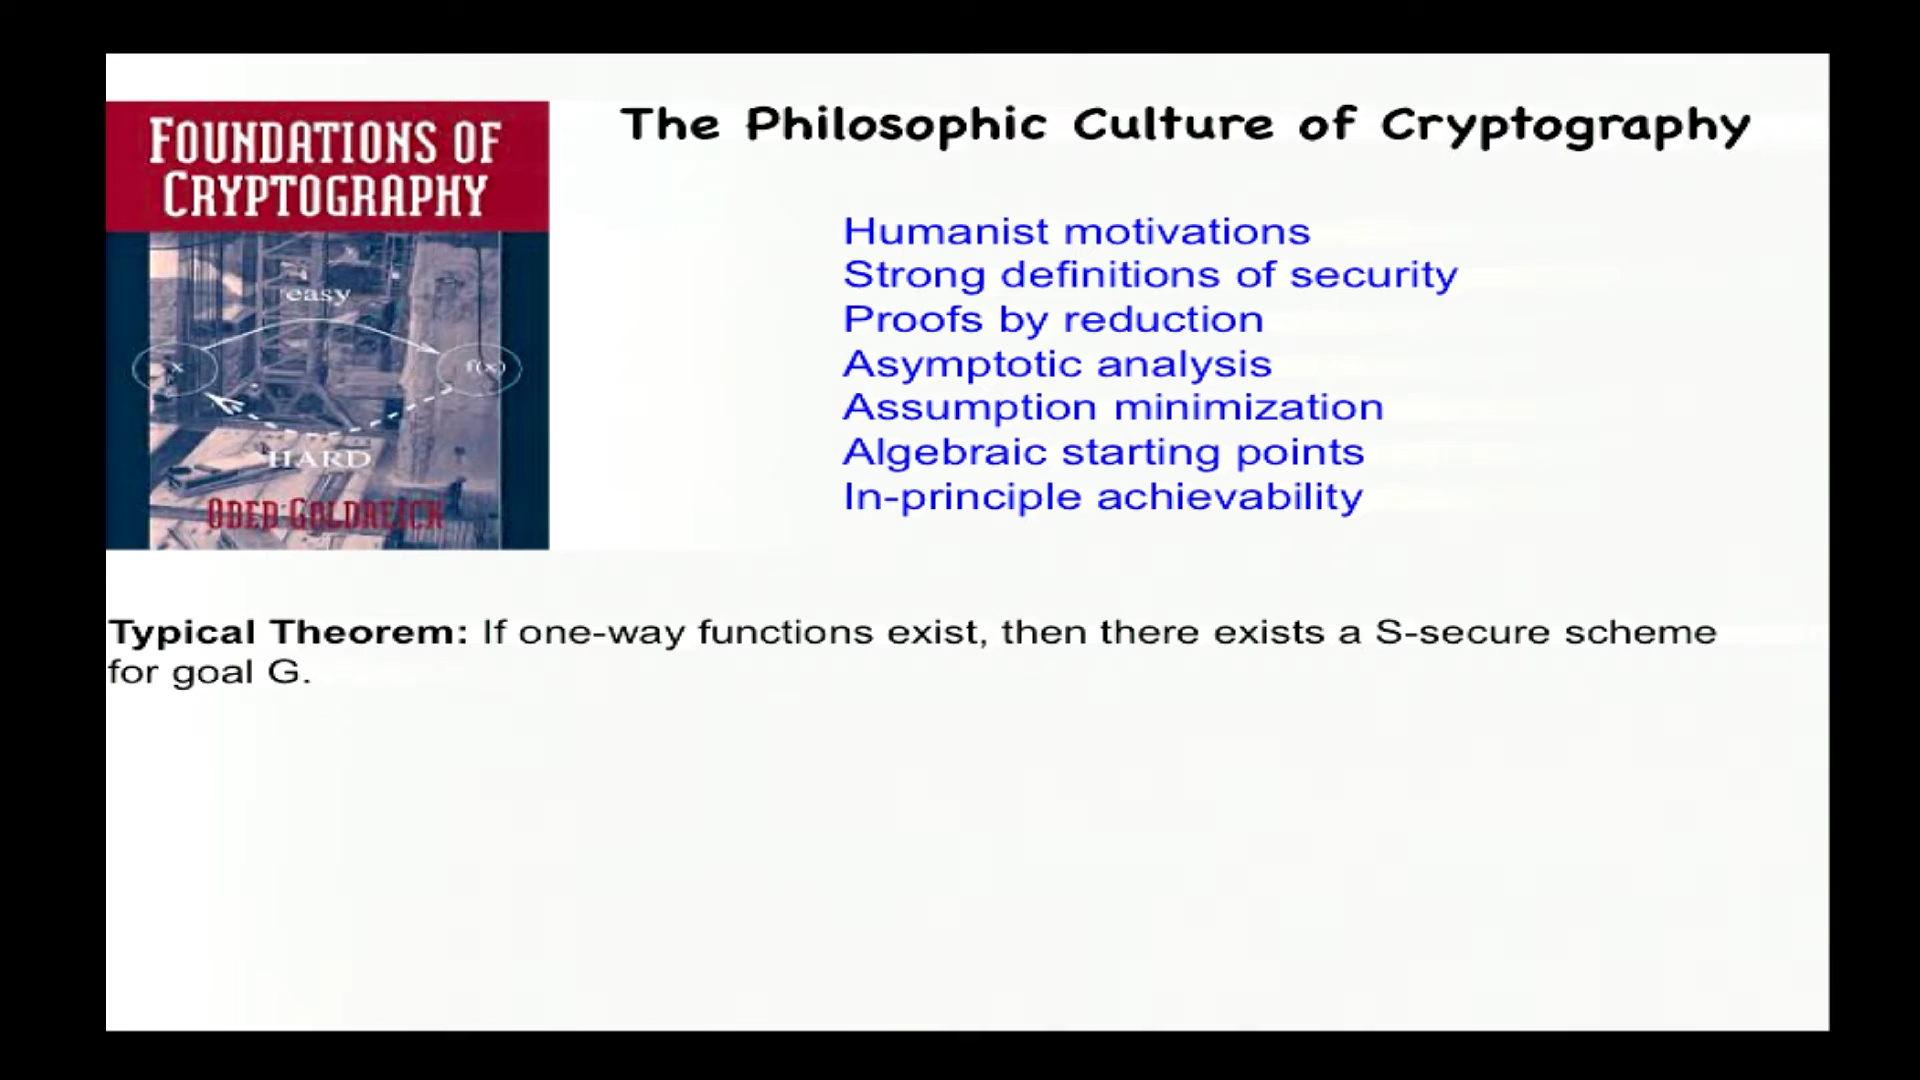 FOUNDATIONS OF
CRYPTOGRAPHY
easy
x
f(x)
HARD
ODED GOLDREICH
The Philosophic Culture of Cryptography
Humanist motivations
Strong definitions of security
Proofs by reduction
Asymptotic analysis
Assumption minimization
Algebraic starting points
In-principle achievability
Typical Theorem: If one-way functions exist, then there exists a S-secure scheme
for goal G.